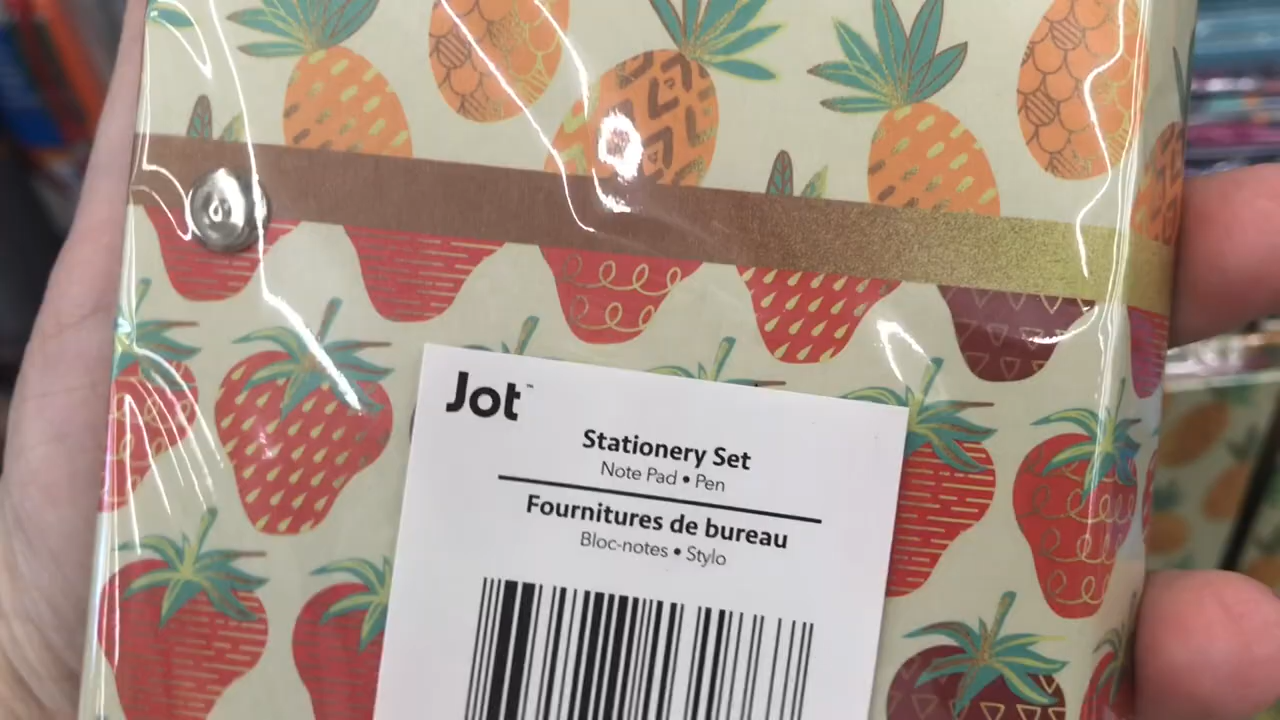 Jot™
Stationery Set
Note Pad • Pen
Fournitures de bureau
Bloc-notes • Stylo